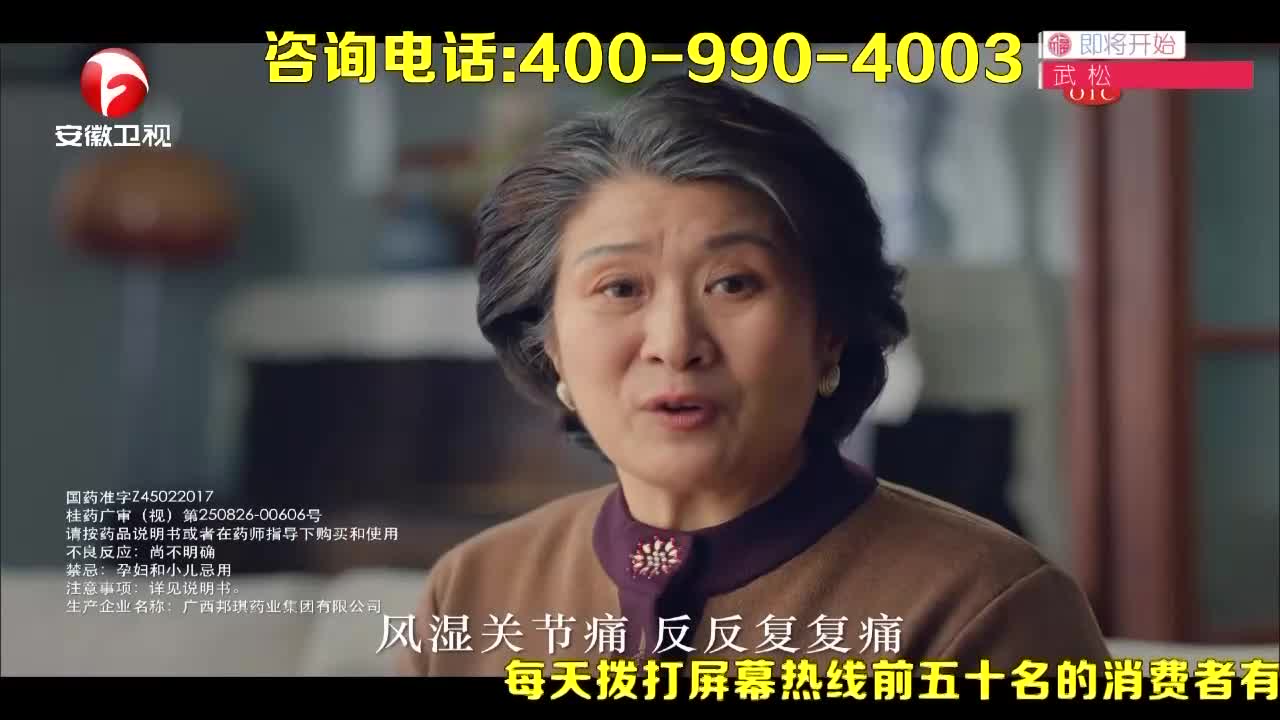 咨询电话:400-990-4003
即将开始
武松
OTC
安徽卫视
国药准字Z45022017
桂药广审（视）第250826-00606号
请按药品说明书或者在药师指导下购买和使用
不良反应：尚不明确
禁忌：孕妇和小儿忌用
注意事项：详见说明书。
生产企业名称：广西邦琪药业集团有限公司
风湿关节痛 反反复复痛
每天拨打屏幕热线前五十名的消费者有